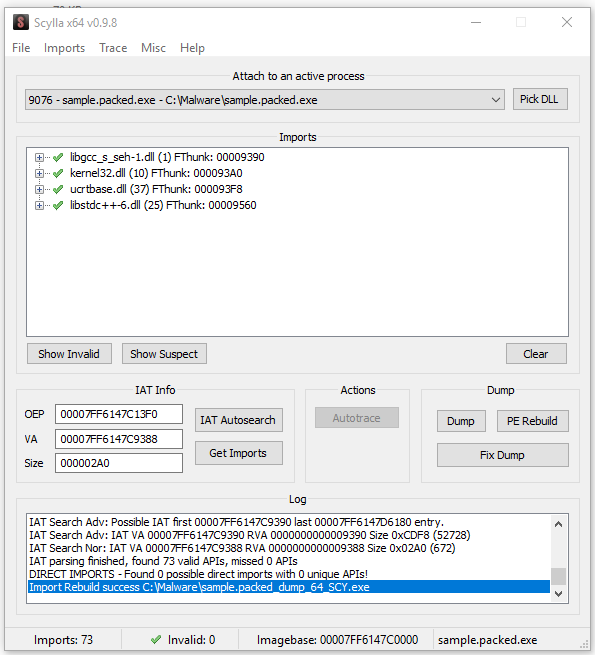 Scylla x64 v0.9.8
File Imports Trace Misc Help
Attach to an active process
9076 - sample.packed.exe - C:\Malware\sample.packed.exe
Pick DLL
Imports
libgcc_s_seh-1.dll (1) FThunk: 00009390
kernel32.dll (10) FThunk: 000093A0
ucrtbase.dll (37) FThunk: 000093F8
libstdc++-6.dll (25) FThunk: 00009560
Show Invalid Show Suspect Clear
IAT Info
OEP 00007FF6147C13F0
VA 00007FF6147C9388
Size 000002A0
IAT Autosearch
Get Imports
Actions
Autotrace
Dump
Dump PE Rebuild
Fix Dump
Log
IAT Search Adv: Possible IAT first 00007FF6147C9390 last 00007FF6147D6180 entry.
IAT Search Adv: IAT VA 00007FF6147C9390 RVA 0000000000009390 Size 0xCDF8 (52728)
IAT Search Nor: IAT VA 00007FF6147C9388 RVA 0000000000009388 Size 0x02A0 (672)
IAT parsing finished, found 73 valid APIs, missed 0 APIs
DIRECT IMPORTS - Found 0 possible direct imports with 0 unique APIs!
Import Rebuild success C:\Malware\sample.packed_dump_64_SCY.exe
Imports: 73 Invalid: 0 Imagebase: 00007FF6147C0000 sample.packed.exe